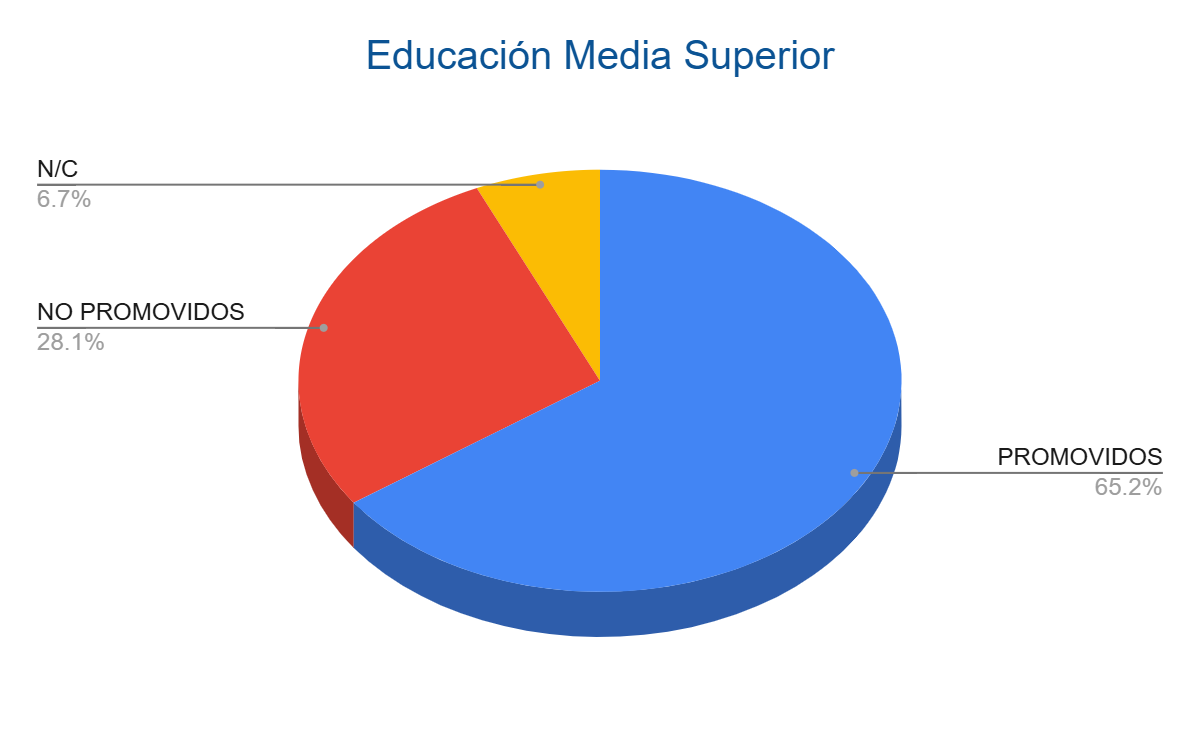 Educación Media Superior
N/C
6.7%
NO PROMOVIDOS
28.1%
PROMOVIDOS
65.2%